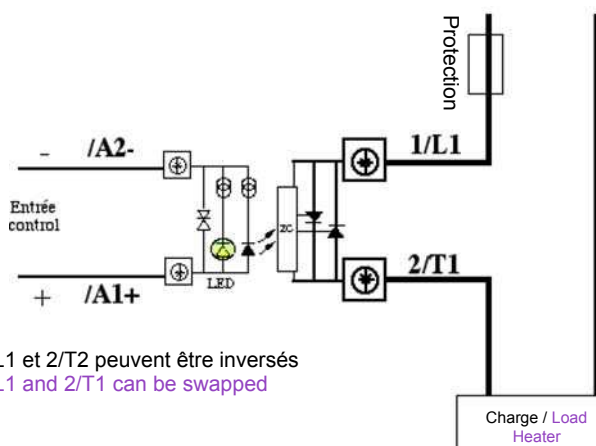 Protection
- /A2-
1/L1
Entrée
control
ZC
LED
2/T1
+ /A1+
L1 et 2/T2 peuvent être inversés
L1 and 2/T1 can be swapped
Charge / Load
Heater